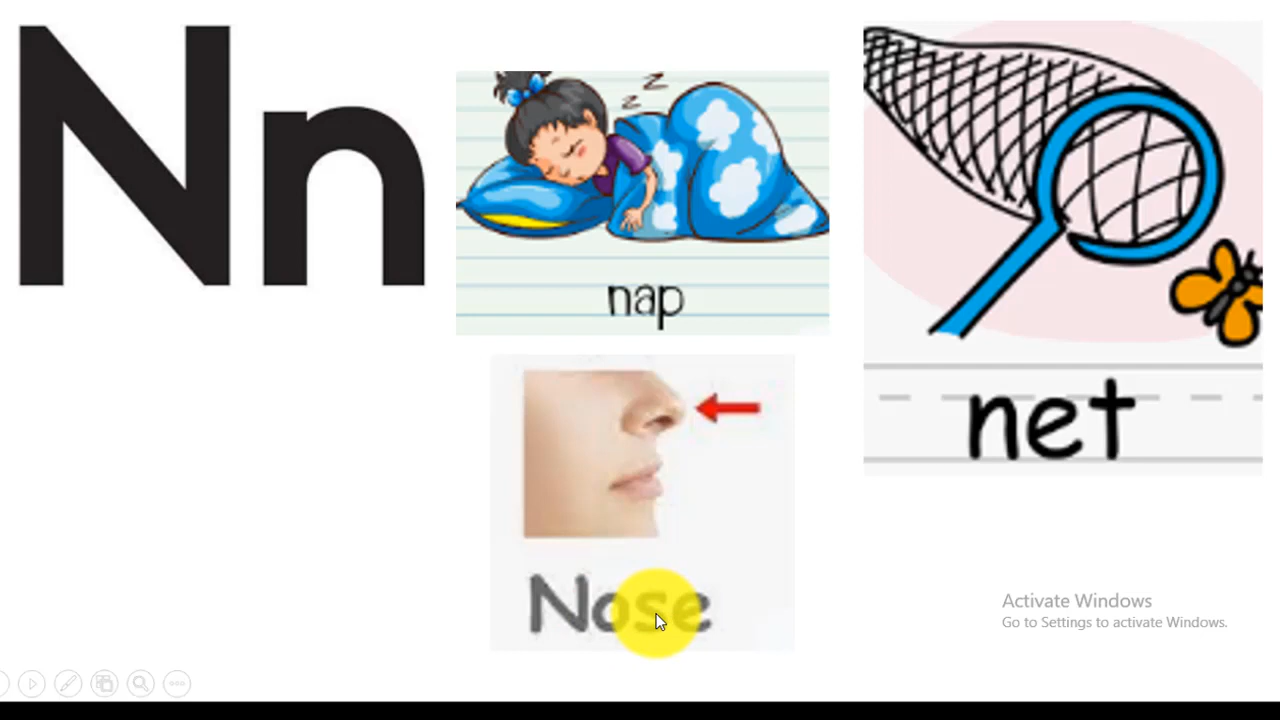 Nn
nap
net
Nose
Activate Windows
Go to Settings to activate Windows.